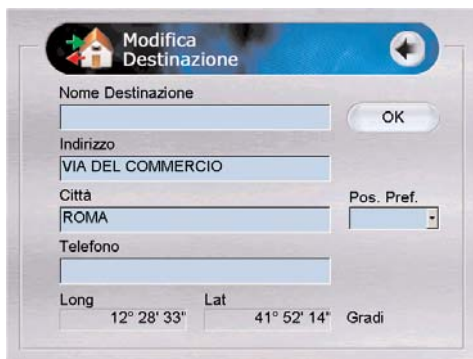 Modifica
Destinazione
Nome Destinazione
OK
Indirizzo
VIA DEL COMMERCIO
Città
Pos. Pref.
ROMA
Telefono
Long
Lat
12° 28' 33"
41° 52' 14"
Gradi